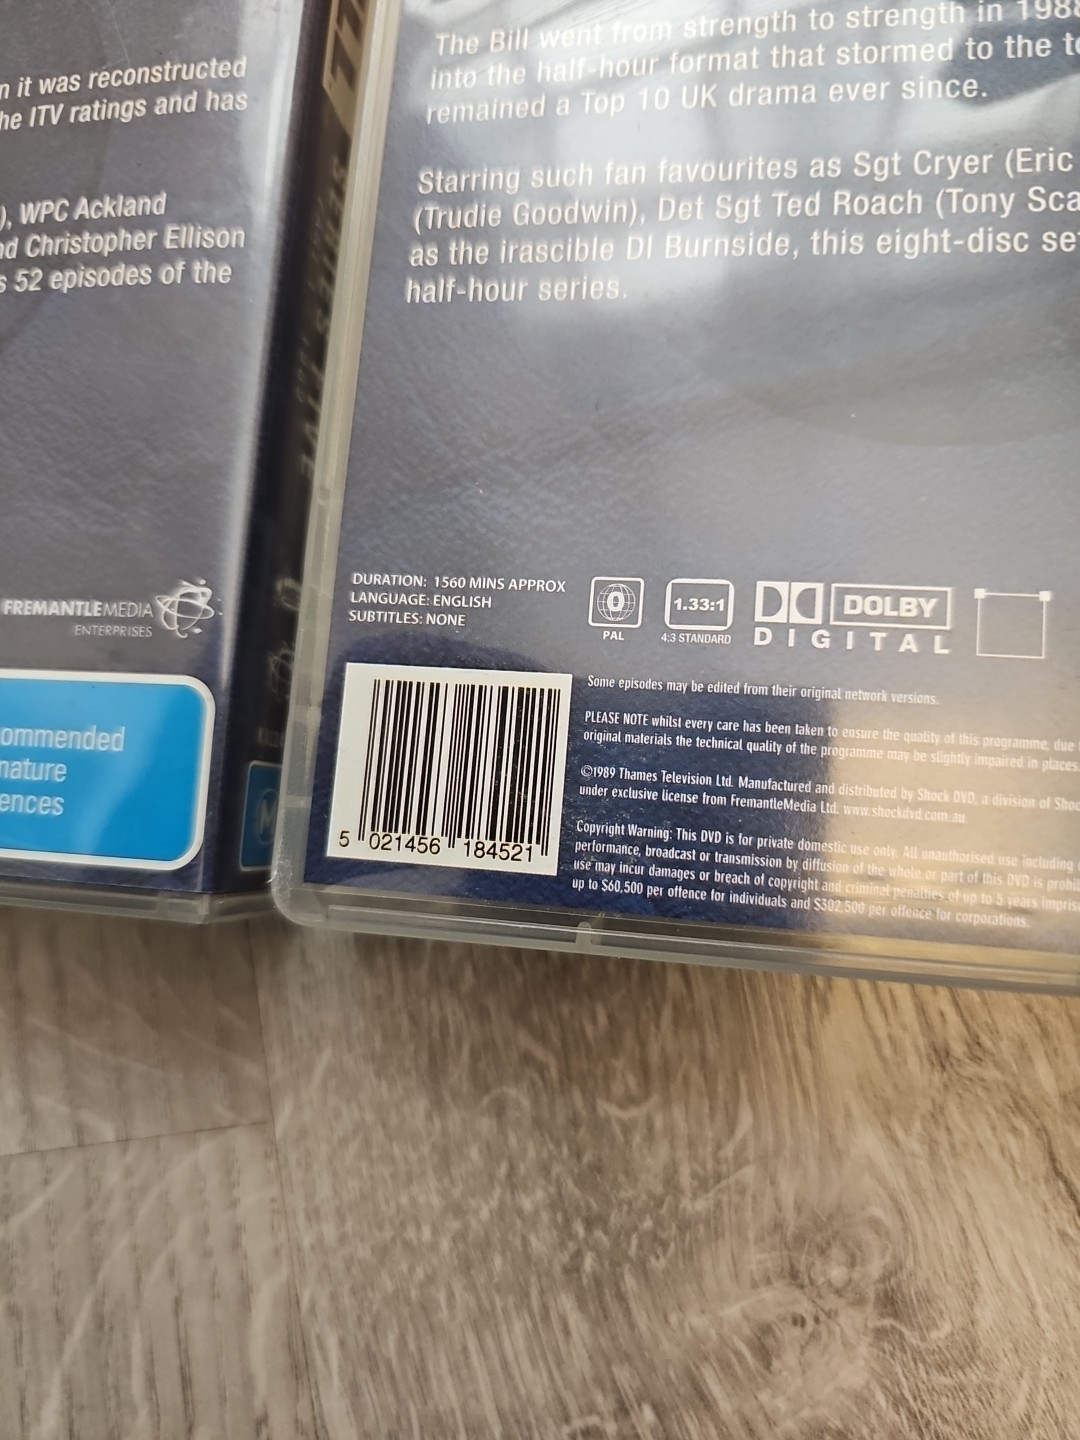 n it was reconstructed
he ITV ratings and has
), WPC Ackland
nd Christopher Ellison
s 52 episodes of the
FREMANTLEMEDIA
ENTERPRISES
ommended
nature
ences
M
The Bill went from strength to strength in 1988
into the half-hour format that stormed to the to
remained a Top 10 UK drama ever since.
Starring such fan favourites as Sgt Cryer (Eric
(Trudie Goodwin), Det Sgt Ted Roach (Tony Sca
as the irascible DI Burnside, this eight-disc se
half-hour series.
DURATION: 1560 MINS APPROX
LANGUAGE: ENGLISH
SUBTITLES: NONE
0
PAL
1.33:1
4:3 STANDARD
DOLBY
DIGITAL
Some episodes may be edited from their original network versions.
PLEASE NOTE whilst every care has been taken to ensure the quality of this programme, due
original materials the technical quality of the programme may be slightly impaired in places.
©1989 Thames Television Ltd. Manufactured and distributed by Shock DVD, a division of Shoc
under exclusive license from FremantleMedia Ltd. www.shockdvd.com.au
Copyright Warning: This DVD is for private domestic use only. All unauthorised use including
performance, broadcast or transmission by diffusion of the whole or part of this DVD is prohi
use may incur damages or breach of copyright and criminal penalties of up to 5 years impris
up to $60,500 per offence for individuals and $302,500 per offence for corporations.
5 021456 184521